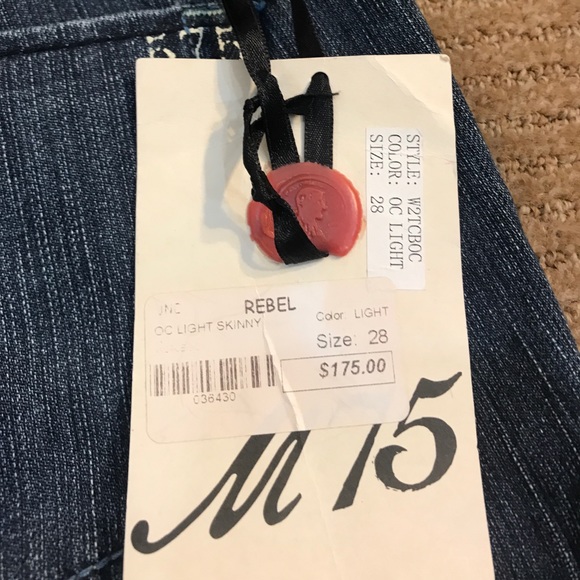 575
STYLE: W2TCBOC
COLOR: OC LIGHT
SIZE: 28
REBEL
OC LIGHT SKINNY
Color LIGHT
Size: 28
$175.00
036430
M 15